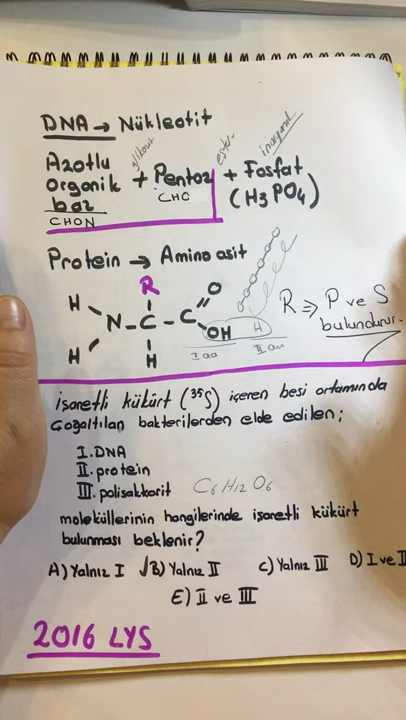 DNA → Nükleotit
glikozit
ester
inorganik
Azotlu organik baz + Pentoz + Fosfat
CHON
CHO
(H3PO4)
Protein → Amino asit
R
H
O
N - C - C
OH
H
H
H
I aa
II aa
R ⇒ P ve S
bulundurur.
işaretli kükürt (³⁵S) içeren besi ortamında
çoğaltılan bakterilerden elde edilen;
I. DNA
II. protein
III. polisakkarit
C6H12O6
moleküllerinin hangilerinde işaretli kükürt
bulunması beklenir?
A) Yalnız I √B) Yalnız II C) Yalnız III D) I ve II
E) II ve III
2016 LYS